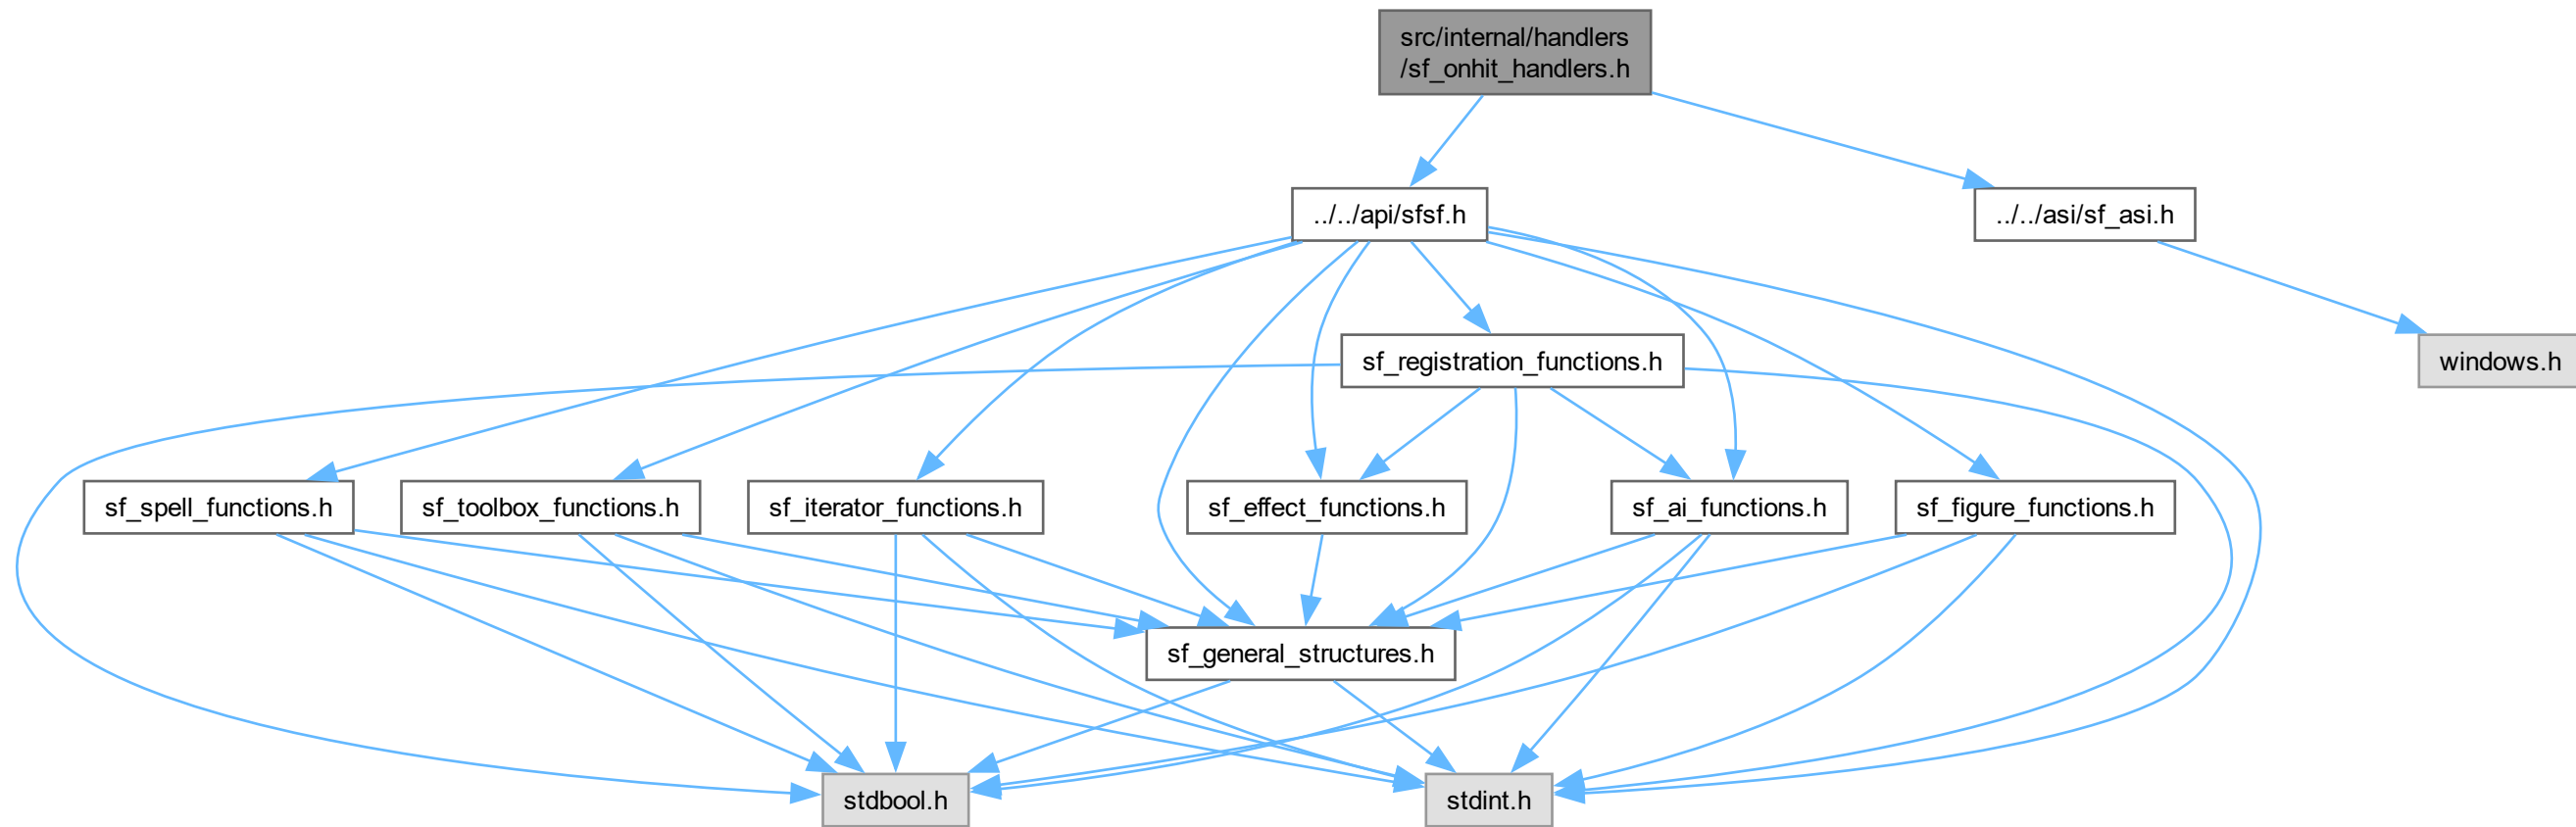 src/internal/handlers
/sf_onhit_handlers.h
../../api/sfsf.h
../../asi/sf_asi.h
sf_registration_functions.h
windows.h
sf_spell_functions.h
sf_toolbox_functions.h
sf_iterator_functions.h
sf_effect_functions.h
sf_ai_functions.h
sf_figure_functions.h
sf_general_structures.h
stdbool.h
stdint.h